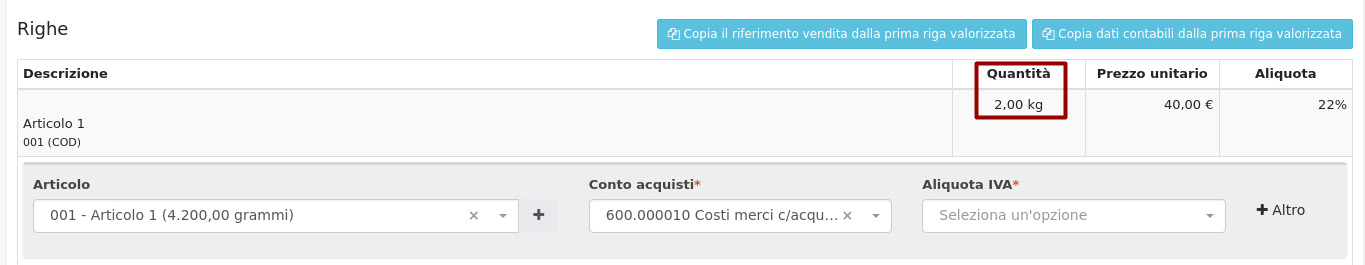 Righe
Copia il riferimento vendita dalla prima riga valorizzata Copia dati contabili dalla prima riga valorizzata
Descrizione Quantità Prezzo unitario Aliquota
2,00 kg 40,00 € 22%
Articolo 1
001 (COD)
Articolo Conto acquisti* Aliquota IVA*
001 - Articolo 1 (4.200,00 grammi) × + 600.000010 Costi merci c/acqu... × Seleziona un'opzione + Altro